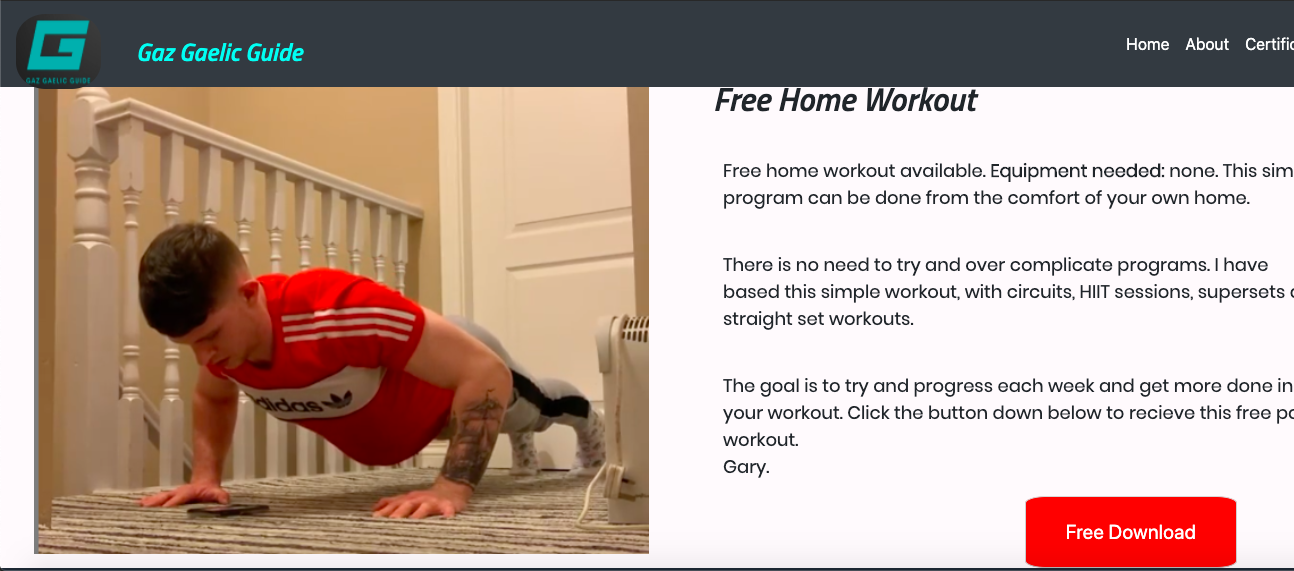 GAZ GAELIC GUIDE
Gaz Gaelic Guide
Home About Certific
Free Home Workout
Free home workout available. Equipment needed: none. This sim
program can be done from the comfort of your own home.
There is no need to try and over complicate programs. I have
based this simple workout, with circuits, HIIT sessions, supersets
straight set workouts.
The goal is to try and progress each week and get more done in
your workout. Click the button down below to recieve this free
workout.
Gary.
adidas
Free Download